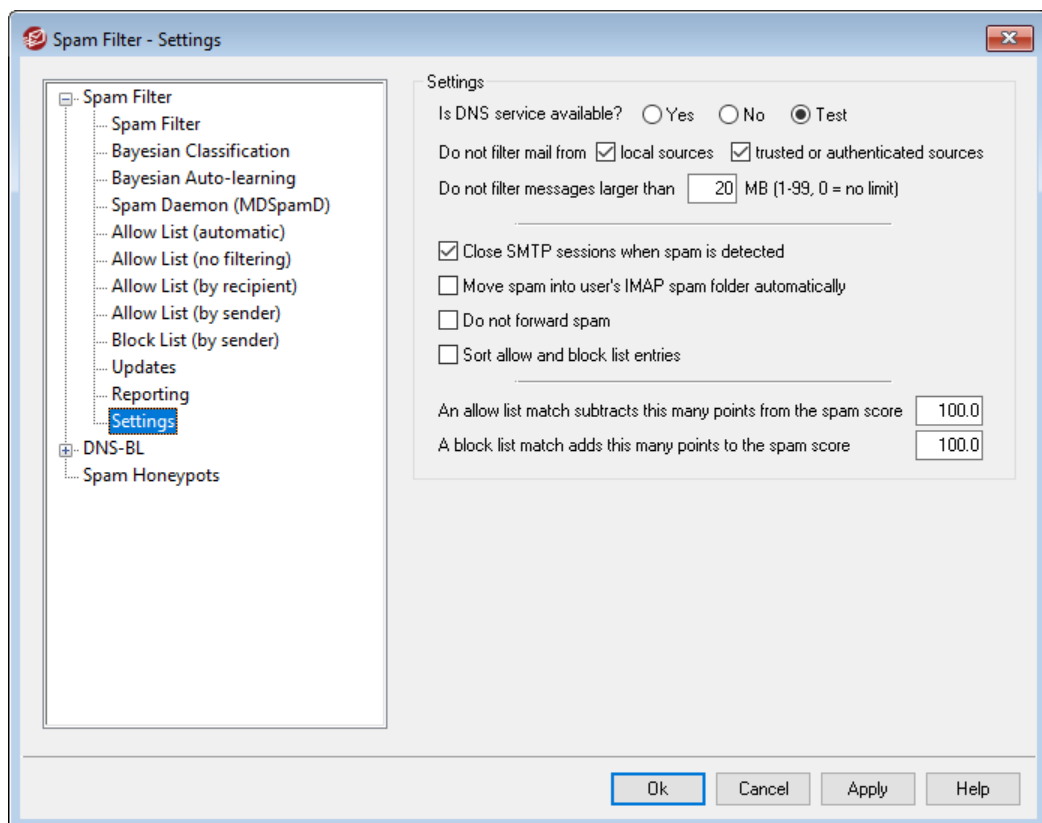 Spam Filter - Settings
Spam Filter
Spam Filter
Bayesian Classification
Bayesian Auto-learning
Spam Daemon (MDSpamD)
Allow List (automatic)
Allow List (no filtering)
Allow List (by recipient)
Allow List (by sender)
Block List (by sender)
Updates
Reporting
Settings
DNS-BL
Spam Honeypots
Settings
Is DNS service available? Yes No Test
Do not filter mail from local sources trusted or authenticated sources
Do not filter messages larger than 20 MB (1-99, 0 = no limit)
Close SMTP sessions when spam is detected
Move spam into user's IMAP spam folder automatically
Do not forward spam
Sort allow and block list entries
An allow list match subtracts this many points from the spam score 100.0
A block list match adds this many points to the spam score 100.0
Ok Cancel Apply Help